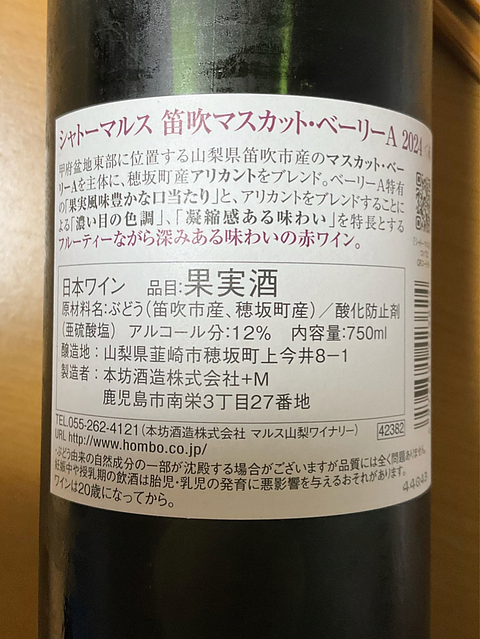 シャトーマルス 笛吹マスカット・ベーリーA 2024
甲府盆地東部に位置する山梨県笛吹市産のマスカット・ベー
リーAを主体に、穂坂町産アリカントをブレンド。ベーリーA特有
の「果実風味豊かな口当たり」と、アリカントをブレンドすることに
よる「濃い目の色調」、「凝縮感ある味わい」を特長とする
フルーティーながら深みある味わいの赤ワイン。
日本ワイン 品目:果実酒
原材料名:ぶどう(笛吹市産、穂坂町産)/酸化防止剤
(亜硫酸塩) アルコール分:12% 内容量:750ml
醸造地:山梨県韮崎市穂坂町上今井8-1
製造者:本坊酒造株式会社+M
鹿児島市南栄3丁目27番地
TEL.055-262-4121(本坊酒造株式会社 マルス山梨ワイナリー)
URL http://www.hombo.co.jp/
42382
・ぶどう由来の自然成分の一部が沈殿する場合がございますが品質には全く問題ありません。
妊娠中や授乳期の飲酒は胎児・乳児の発育に悪影響を与えるおそれがあります。
ワインは20歳になってから。
44843